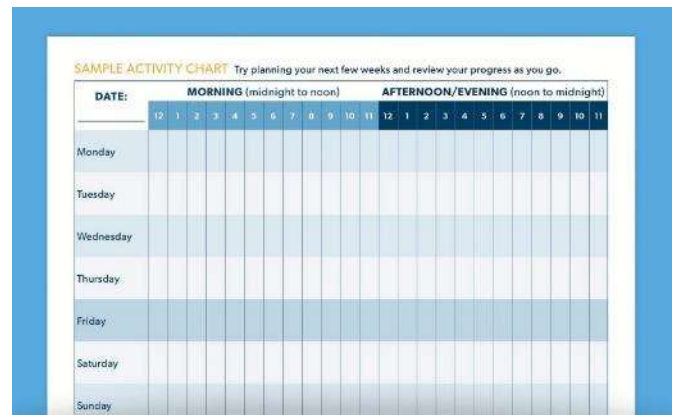 SAMPLE ACTIVITY CHART Try planning your next few weeks and review your progress as you go.
DATE: MORNING (midnight to noon) AFTERNOON/EVENING (noon to midnight)
12 1 2 3 4 5 6 7 8 9 10 11 12 1 2 3 4 5 6 7 8 9 10 11
Monday
Tuesday
Wednesday
Thursday
Friday
Saturday
Sunday